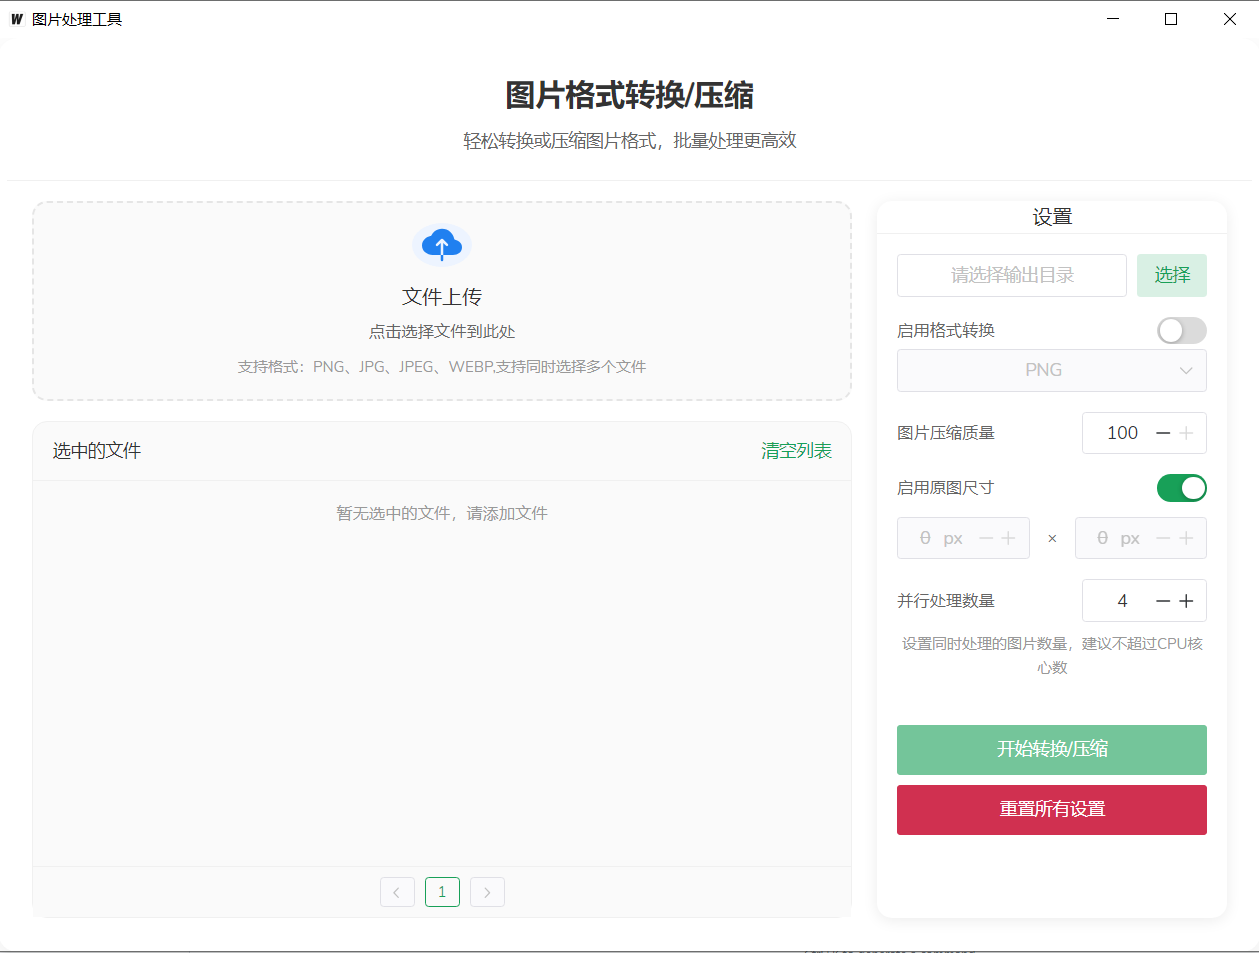 W 图片处理工具
图片格式转换/压缩
轻松转换或压缩图片格式，批量处理更高效
文件上传
点击选择文件到此处
支持格式：PNG、JPG、JPEG、WEBP,支持同时选择多个文件
选中的文件
清空列表
暂无选中的文件，请添加文件
1
设置
请选择输出目录
选择
启用格式转换
PNG
图片压缩质量
100
启用原图尺寸
0 px × 0 px
并行处理数量
4
设置同时处理的图片数量，建议不超过CPU核
心数
开始转换/压缩
重置所有设置